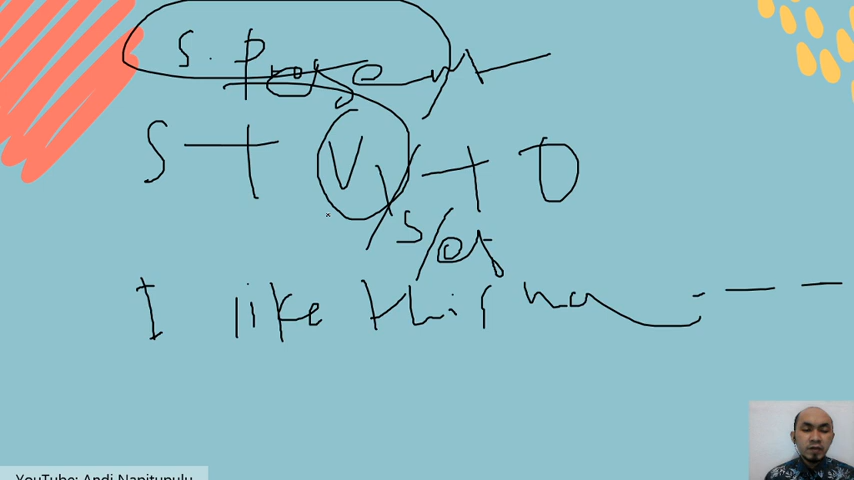 S. Present
S + V1/s/es + O
I like this
YouTube: Andi Napitupulu